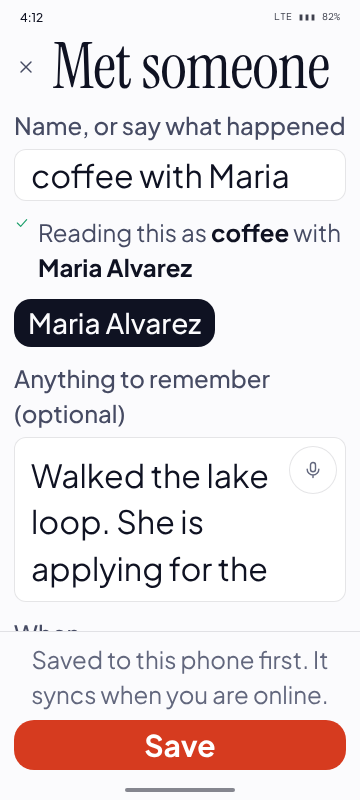 4:12 LTE 82%
Met someone
Name, or say what happened
coffee with Maria
Reading this as coffee with
Maria Alvarez
Maria Alvarez
Anything to remember
(optional)
Walked the lake
loop. She is
applying for the
When
Saved to this phone first. It
syncs when you are online.
Save